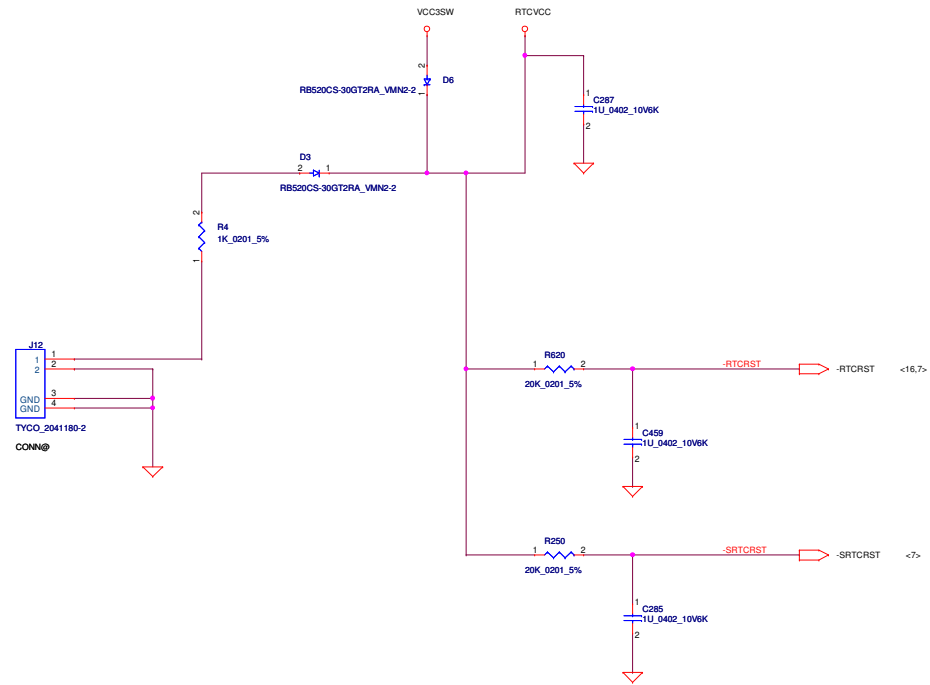 VCC3SW
RTCVCC
2
D6
RB520CS-30GT2RA_VMN2-2
1
1
C287
1U_0402_10V6K
2
D3
2
1
RB520CS-30GT2RA_VMN2-2
2
R4
1K_0201_5%
1
J12
1
1
2
2
3
GND
4
GND
TYCO_2041180-2
CONN@
R620
1
2
20K_0201_5%
-RTCRST
-RTCRST
<16,7>
1
C459
1U_0402_10V6K
2
R250
1
2
20K_0201_5%
-SRTCRST
-SRTCRST
<7>
1
C285
1U_0402_10V6K
2